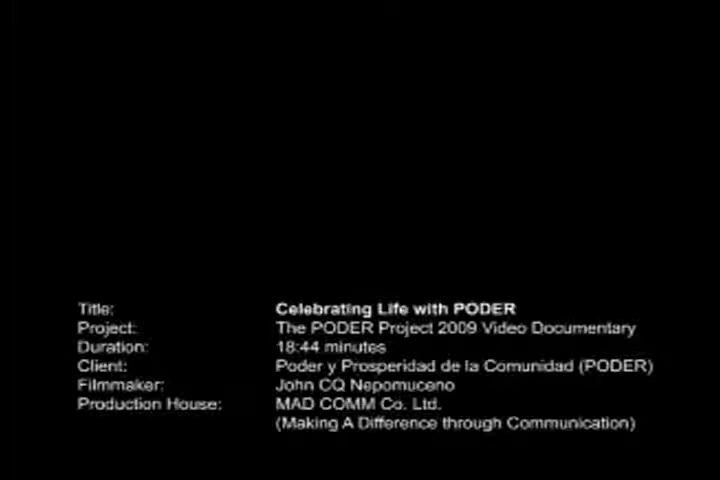 Title: Celebrating Life with PODER
Project: The PODER Project 2009 Video Documentary
Duration: 18:44 minutes
Client: Poder y Prosperidad de la Comunidad (PODER)
Filmmaker: John CQ Nepomuceno
Production House: MAD COMM Co. Ltd.
(Making A Difference through Communication)